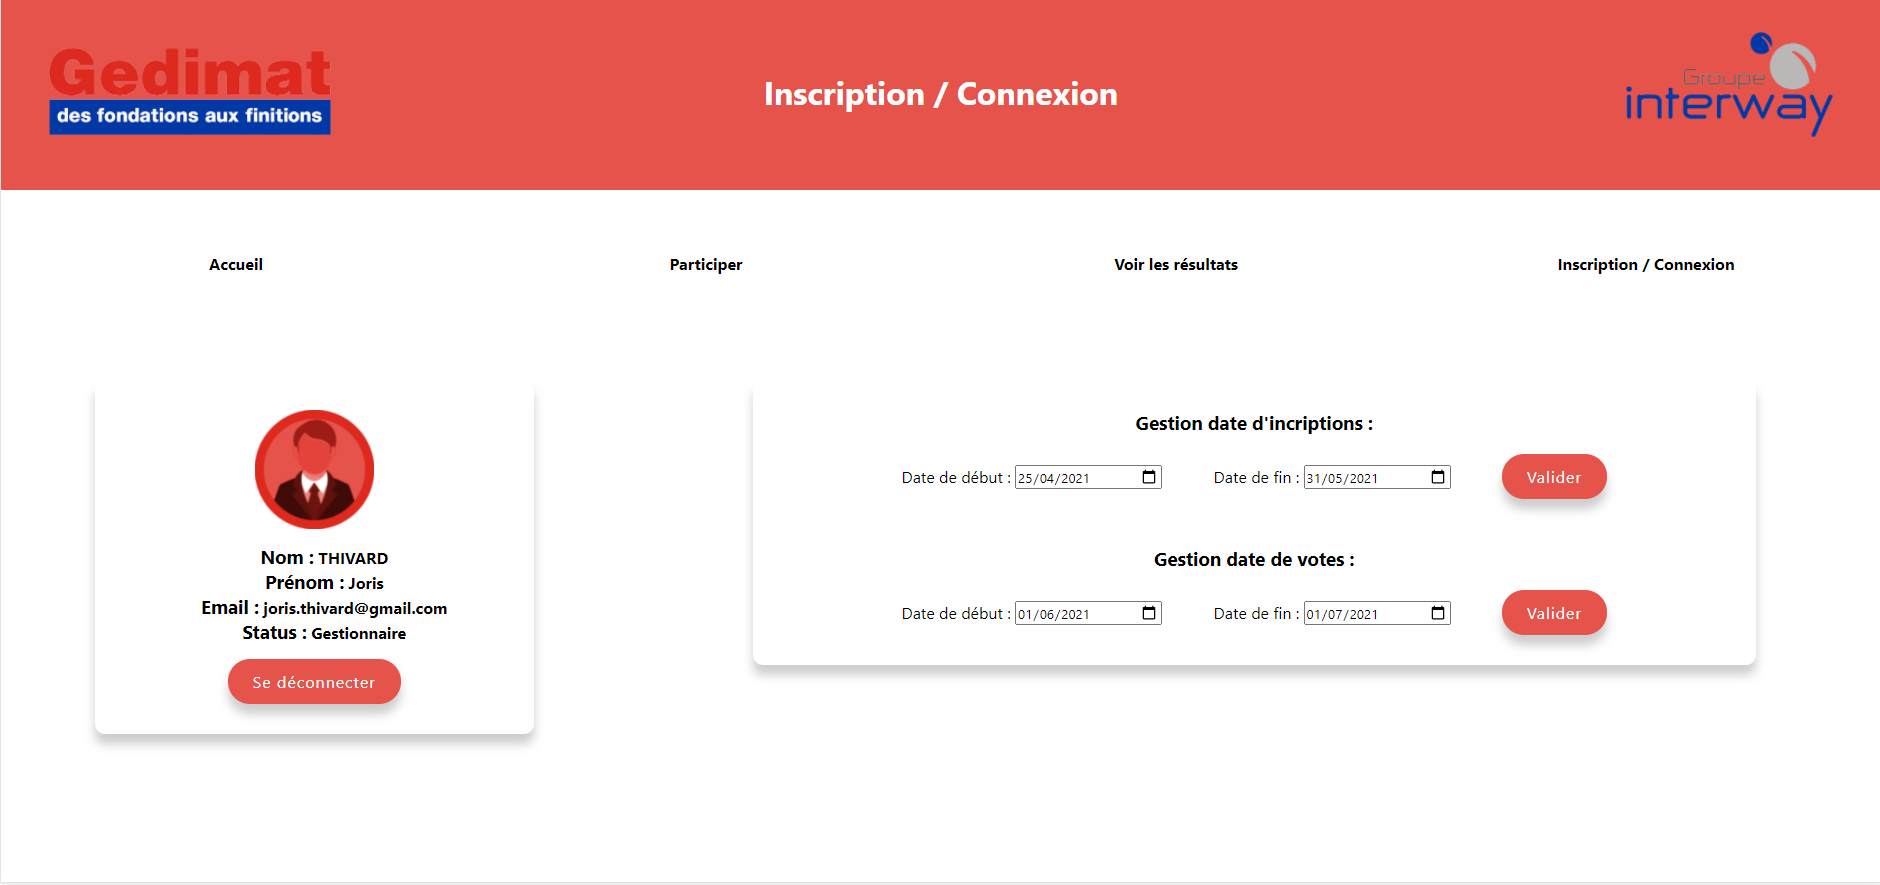 Gedimat
des fondations aux finitions
Inscription / Connexion
Groupe
interway
Accueil
Participer
Voir les résultats
Inscription / Connexion
Nom : THIVARD
Prénom : Joris
Email : joris.thivard@gmail.com
Status : Gestionnaire
Se déconnecter
Gestion date d'incriptions :
Date de début : 25/04/2021 Date de fin : 31/05/2021 Valider
Gestion date de votes :
Date de début : 01/06/2021 Date de fin : 01/07/2021 Valider